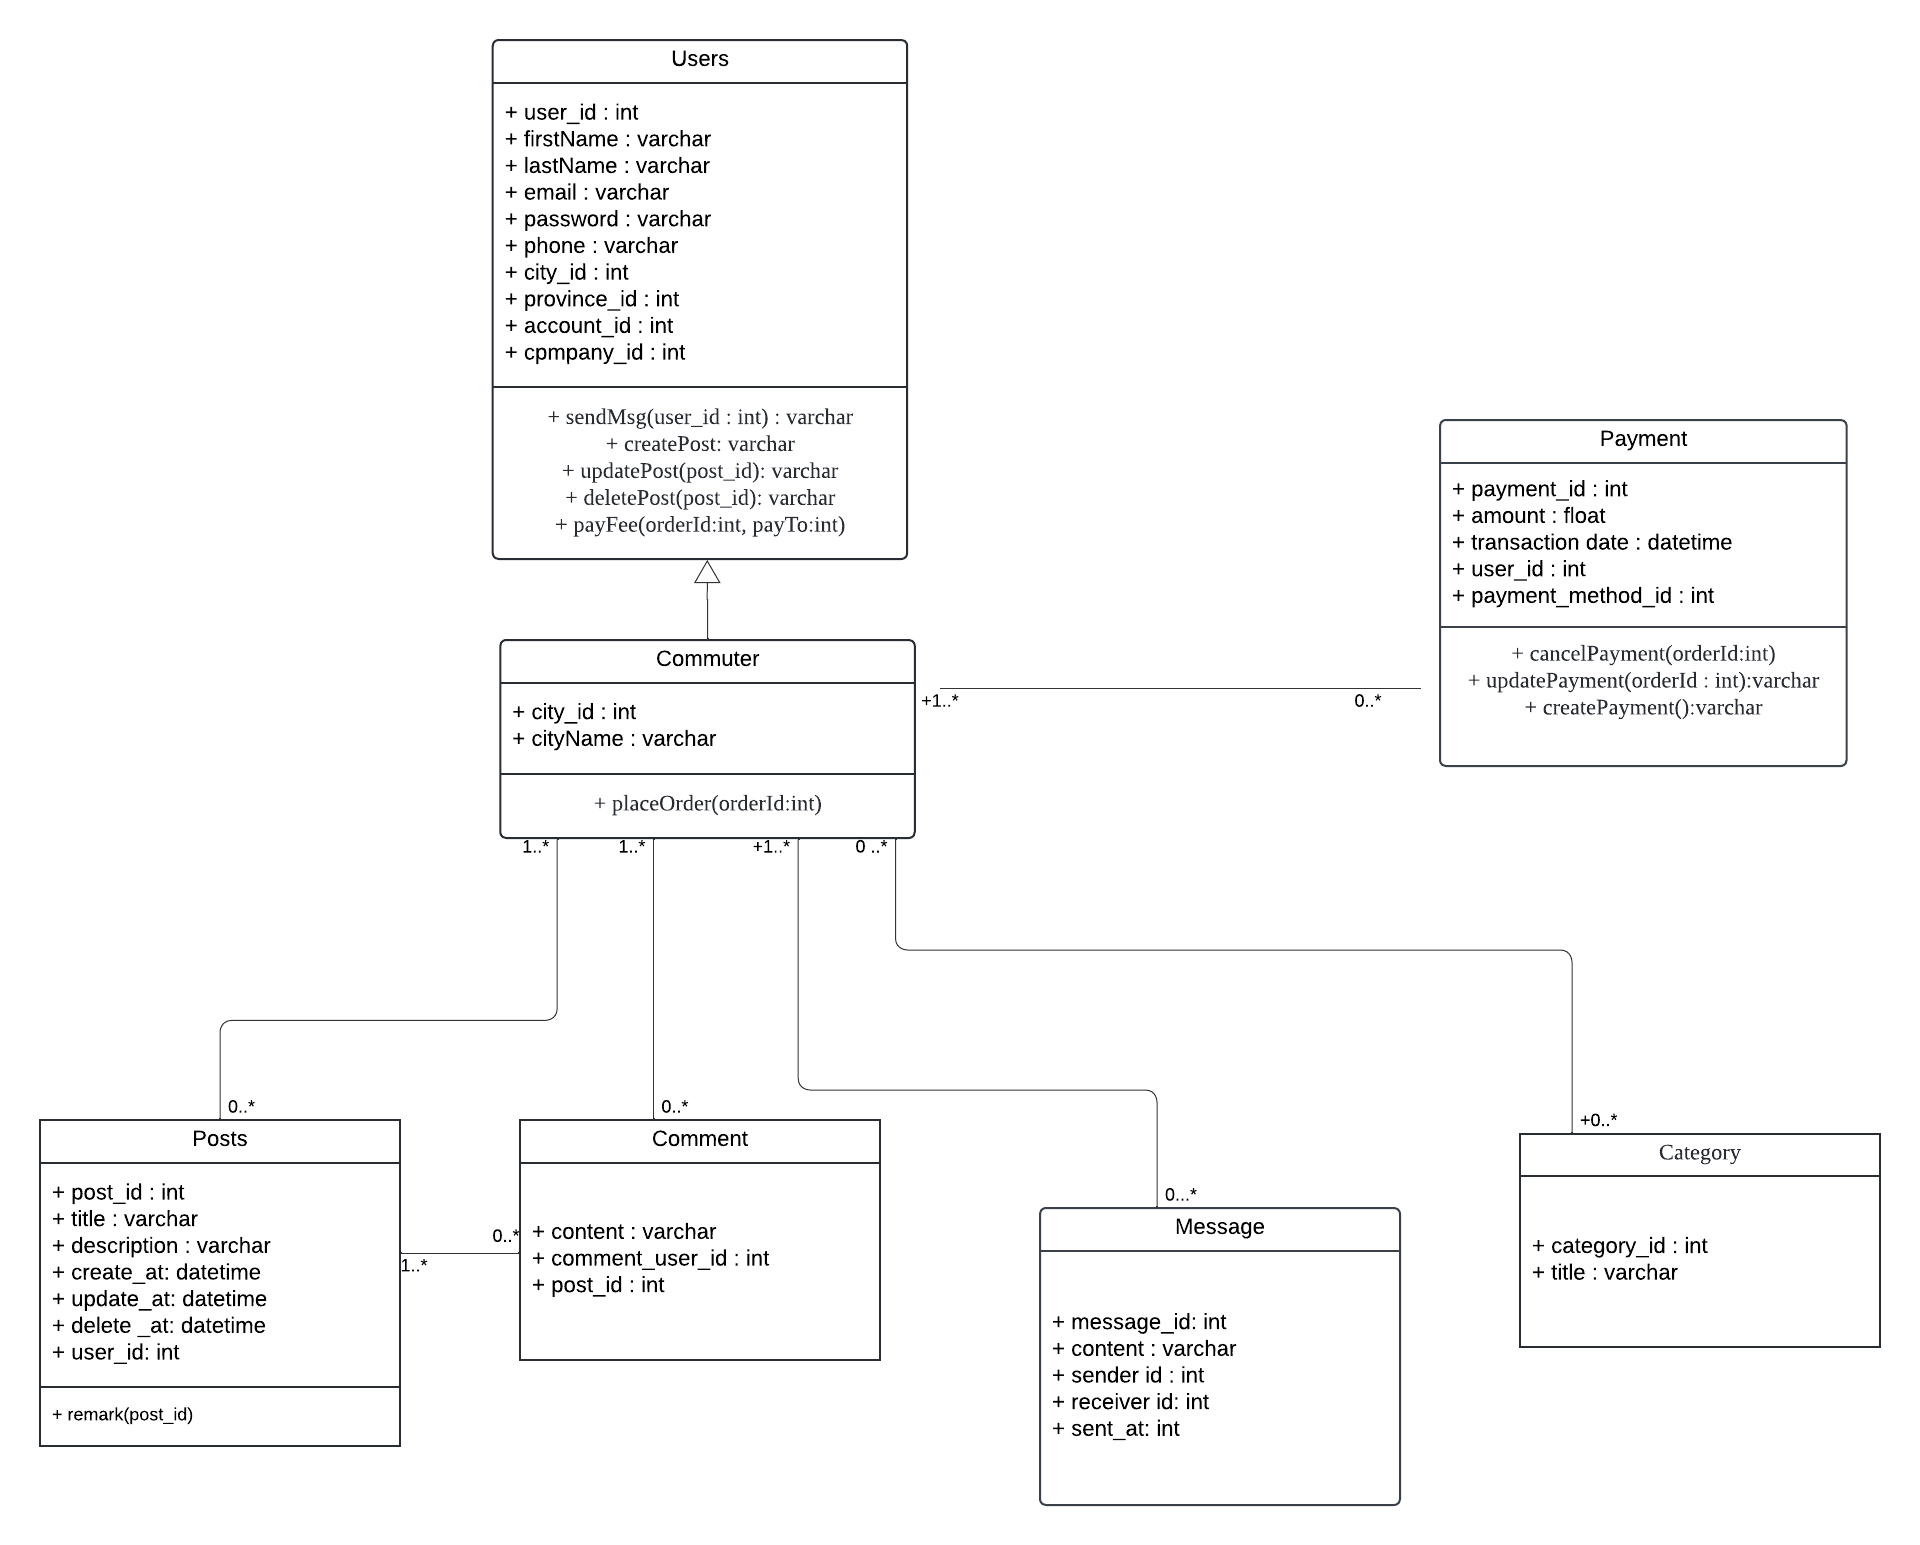 Users
+ user_id : int
+ firstName : varchar
+ lastName : varchar
+ email : varchar
+ password : varchar
+ phone : varchar
+ city_id : int
+ province_id : int
+ account_id : int
+ cpmpany_id : int
+ sendMsg(user_id : int) : varchar
+ createPost: varchar
+ updatePost(post_id): varchar
+ deletePost(post_id): varchar
+ payFee(orderId:int, payTo:int)
Payment
+ payment_id : int
+ amount : float
+ transaction date : datetime
+ user_id : int
+ payment_method_id : int
+ cancelPayment(orderId:int)
+ updatePayment(orderId : int):varchar
+ createPayment():varchar
Commuter
+ city_id : int
+ cityName : varchar
+ placeOrder(orderId:int)
+1..*
0..*
1..*
1..*
+1..*
0 ..*
0..*
0..*
0...*
+0..*
Posts
+ post_id : int
+ title : varchar
+ description : varchar
+ create_at: datetime
+ update_at: datetime
+ delete _at: datetime
+ user_id: int
+ remark(post_id)
1..*
0..*
Comment
+ content : varchar
+ comment_user_id : int
+ post_id : int
Message
+ message_id: int
+ content : varchar
+ sender id : int
+ receiver id: int
+ sent_at: int
Category
+ category_id : int
+ title : varchar